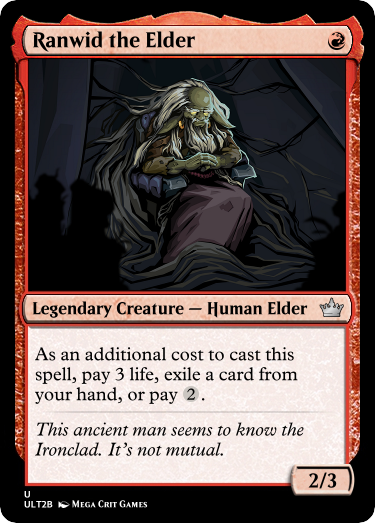 Ranwid the Elder
Legendary Creature — Human Elder
As an additional cost to cast this
spell, pay 3 life, exile a card from
your hand, or pay 2.
This ancient man seems to know the
Ironclad. It's not mutual.
2/3
U
ULT2B Mega Crit Games